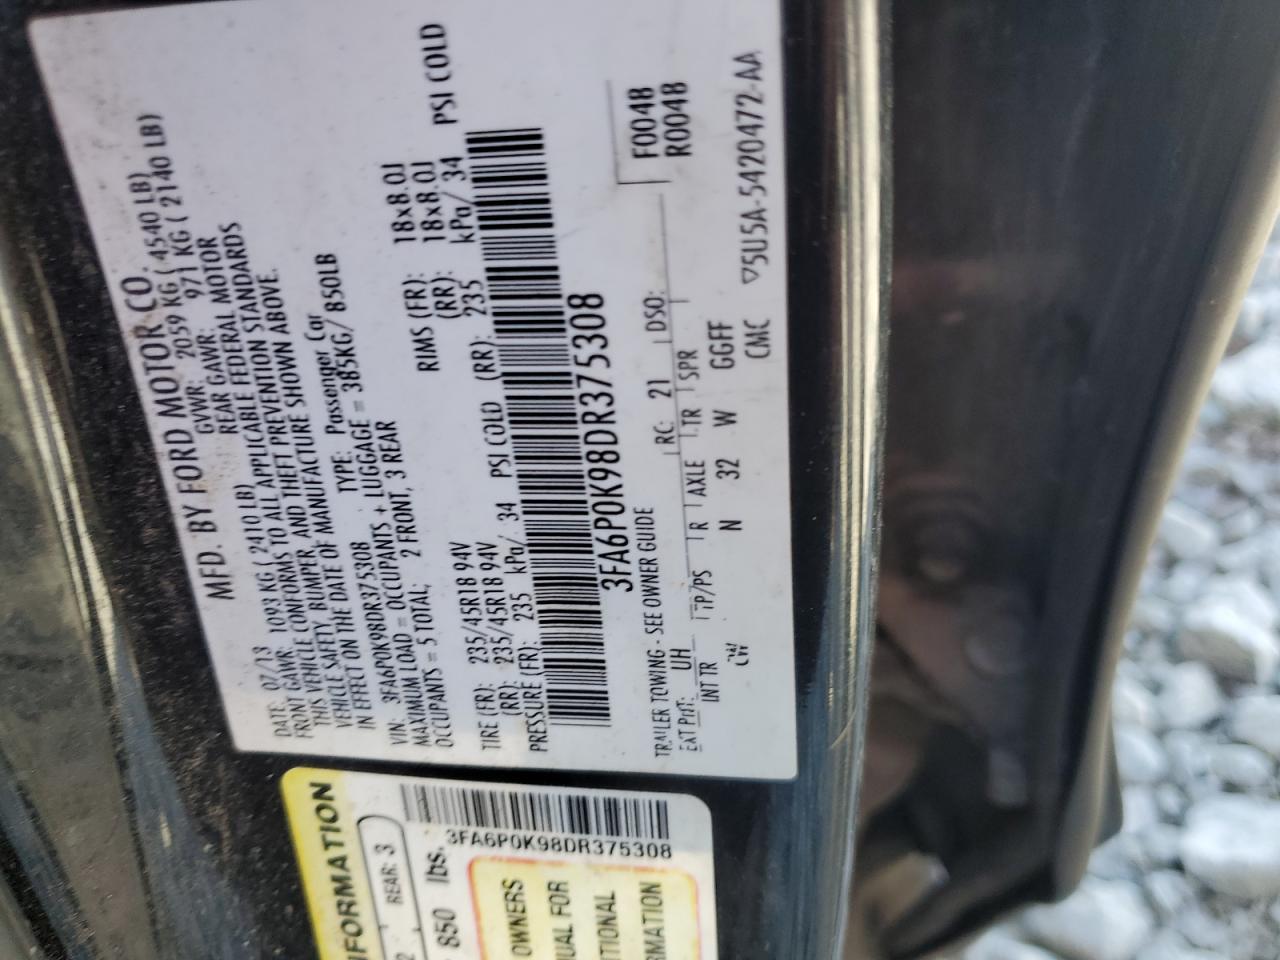 MFD. BY FORD MOTOR CO.
DATE: 07/13 GVWR: 2059 KG ( 4540 LB)
FRONT GAWR: 1093 KG ( 2410 LB) REAR GAWR: 971 KG ( 2140 LB)
THIS VEHICLE CONFORMS TO ALL APPLICABLE FEDERAL MOTOR
VEHICLE SAFETY, BUMPER, AND THEFT PREVENTION STANDARDS
IN EFFECT ON THE DATE OF MANUFACTURE SHOWN ABOVE.
VIN: 3FA6P0K98DR375308 TYPE: Passenger Car
MAXIMUM LOAD = OCCUPANTS + LUGGAGE = 385KG/ 850LB
OCCUPANTS = 5 TOTAL, 2 FRONT, 3 REAR
TIRE (FR): 235/45R18 94V RIMS (FR): 18x8.0J
(RR): 235/45R18 94V (RR): 18x8.0J
PRESSURE (FR): 235 kPa/ 34 PSI COLD (RR): 235 kPa/ 34 PSI COLD
3FA6P0K98DR375308
F0048
R0048
TRAILER TOWING - SEE OWNER GUIDE
EXT PNT: UH RC: 21 DSO:
INT TR TP/PS R AXLE TR SPR
CW N 32 W GGFF
CMC ▽5U5A-5420472-AA
FORMATION
REAR: 3
850 lbs.
3FA6P0K98DR375308
OWNERS
UAL FOR
TIONAL
RMATION